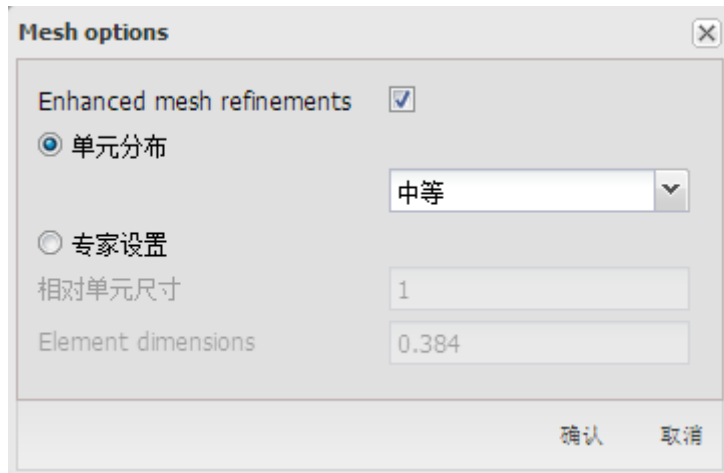 Mesh options
Enhanced mesh refinements
单元分布
中等
专家设置
相对单元尺寸 1
Element dimensions 0.384
确认 取消